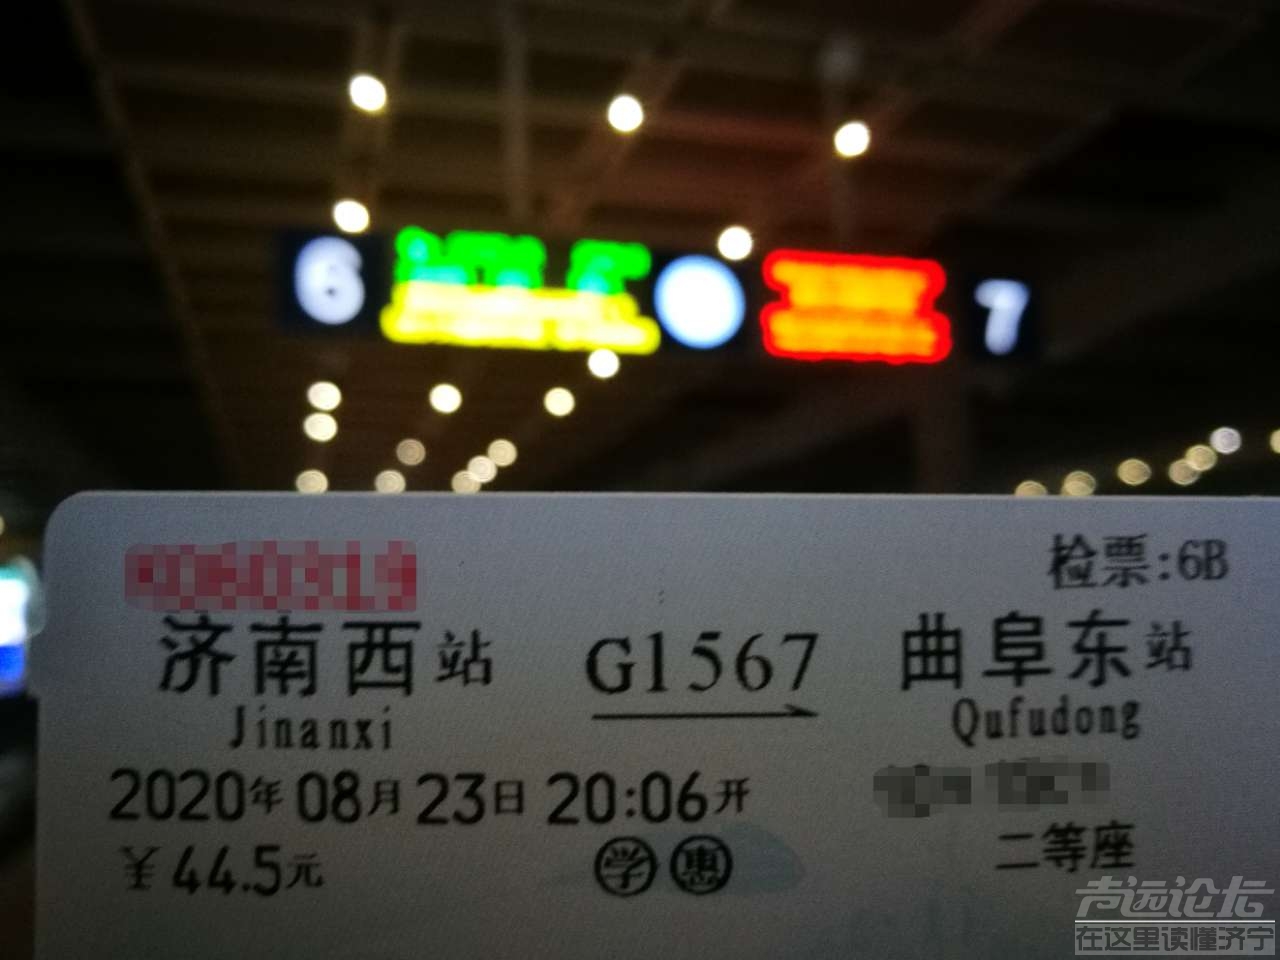 6
7
检票:6B
济南西站 G1567 曲阜东站
Jinanxi Qufudong
2020年08月23日 20:06开
¥44.5元 学 惠 二等座
声远论坛
在这里读懂济宁